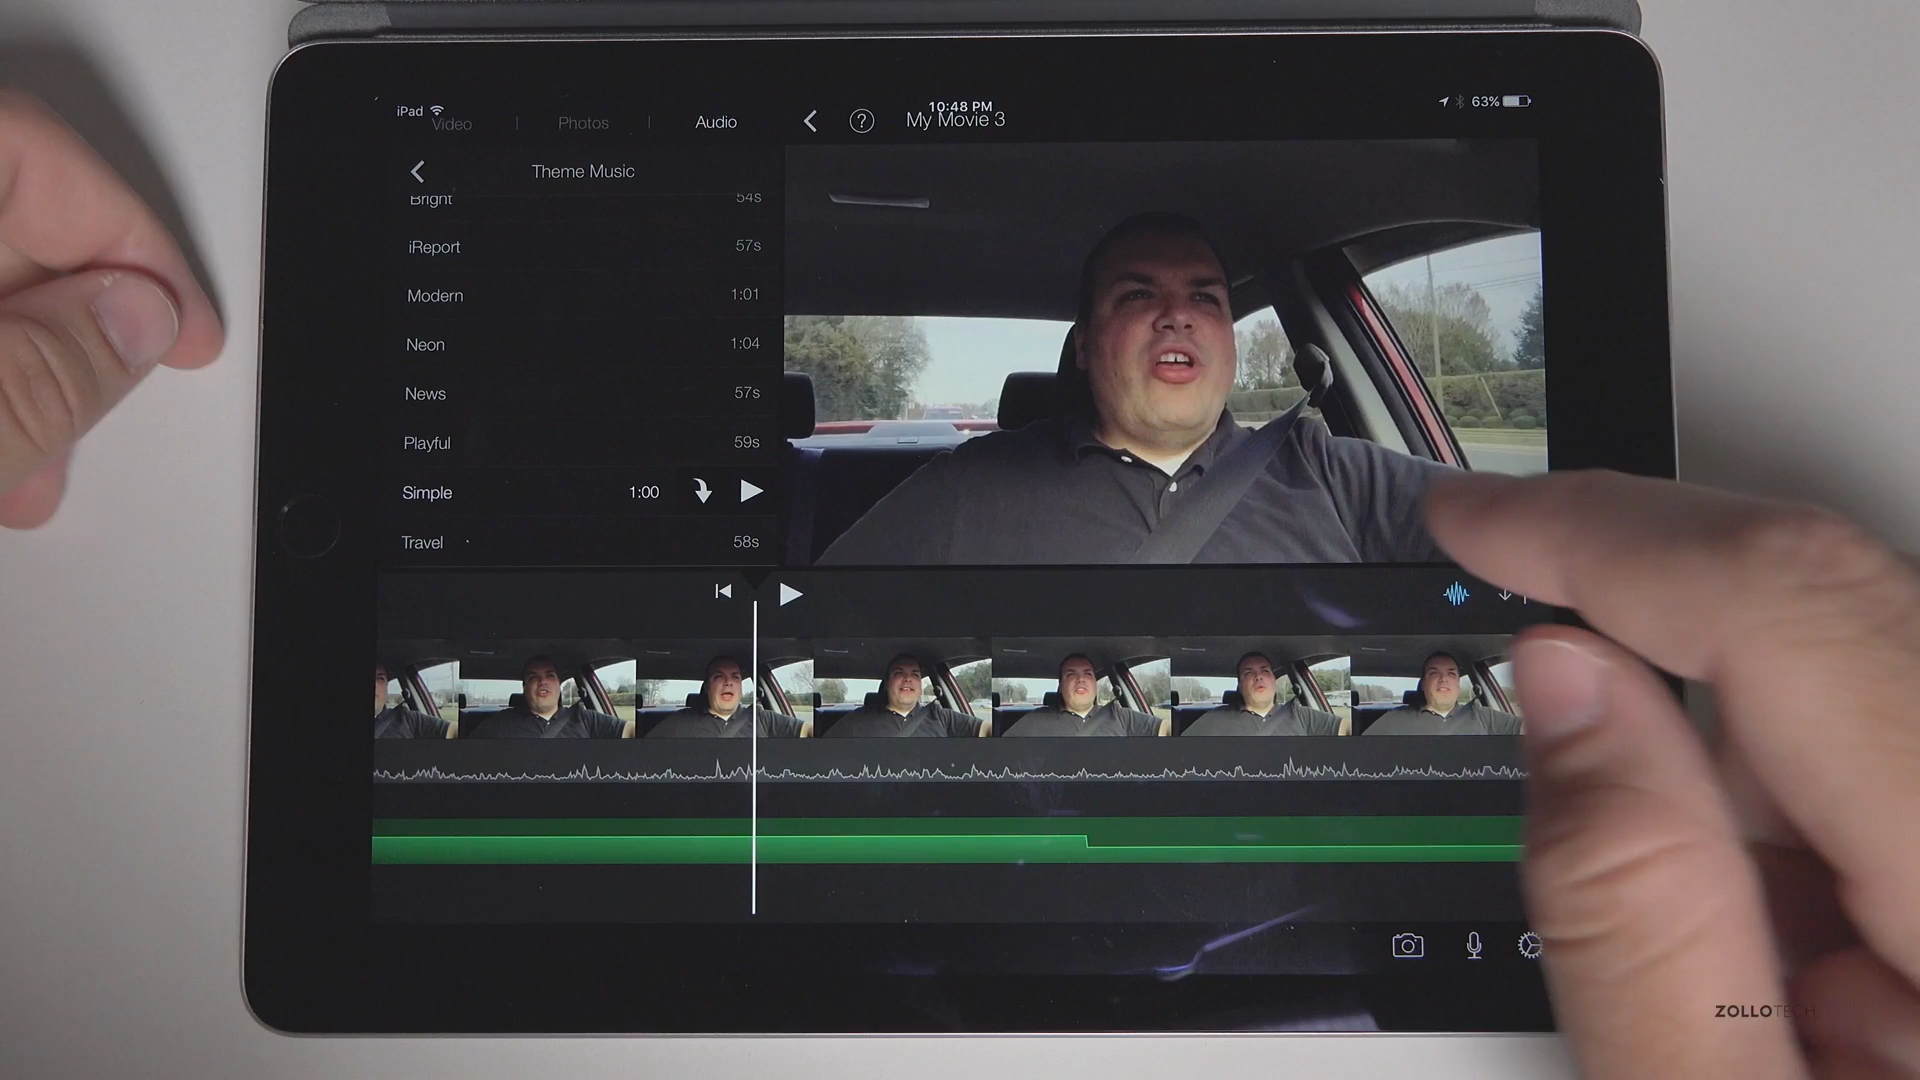 iPad
10:48 PM
63%
Video | Photos | Audio
My Movie 3
Theme Music
Bright 54s
iReport 57s
Modern 1:01
Neon 1:04
News 57s
Playful 59s
Simple 1:00
Travel 58s
ZOLLOTECH